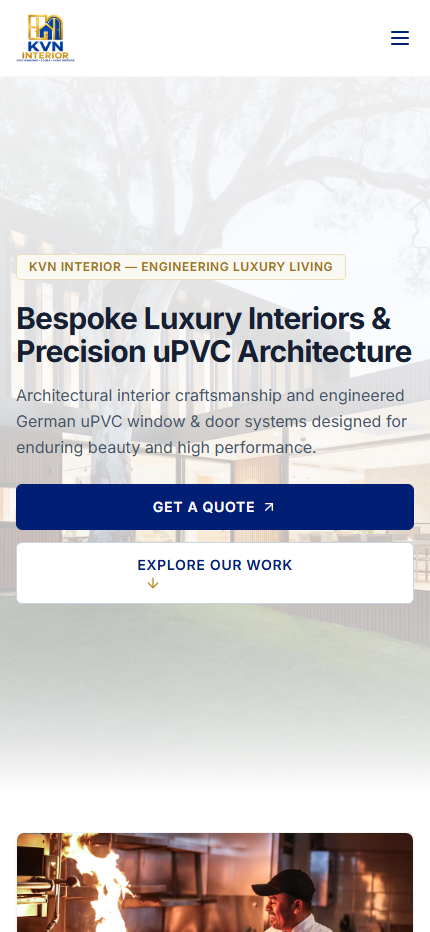 KVN
INTERIOR
KVN INTERIOR — ENGINEERING LUXURY LIVING
Bespoke Luxury Interiors &
Precision uPVC Architecture
Architectural interior craftsmanship and engineered
German uPVC window & door systems designed for
enduring beauty and high performance.
GET A QUOTE
EXPLORE OUR WORK